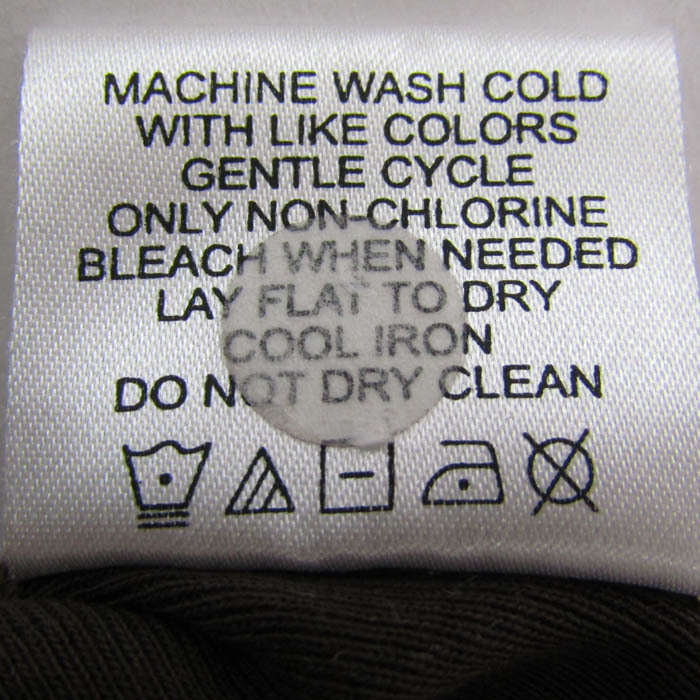 MACHINE WASH COLD
WITH LIKE COLORS
GENTLE CYCLE
ONLY NON-CHLORINE
BLEACH WHEN NEEDED
LAY FLAT TO DRY
COOL IRON
DO NOT DRY CLEAN